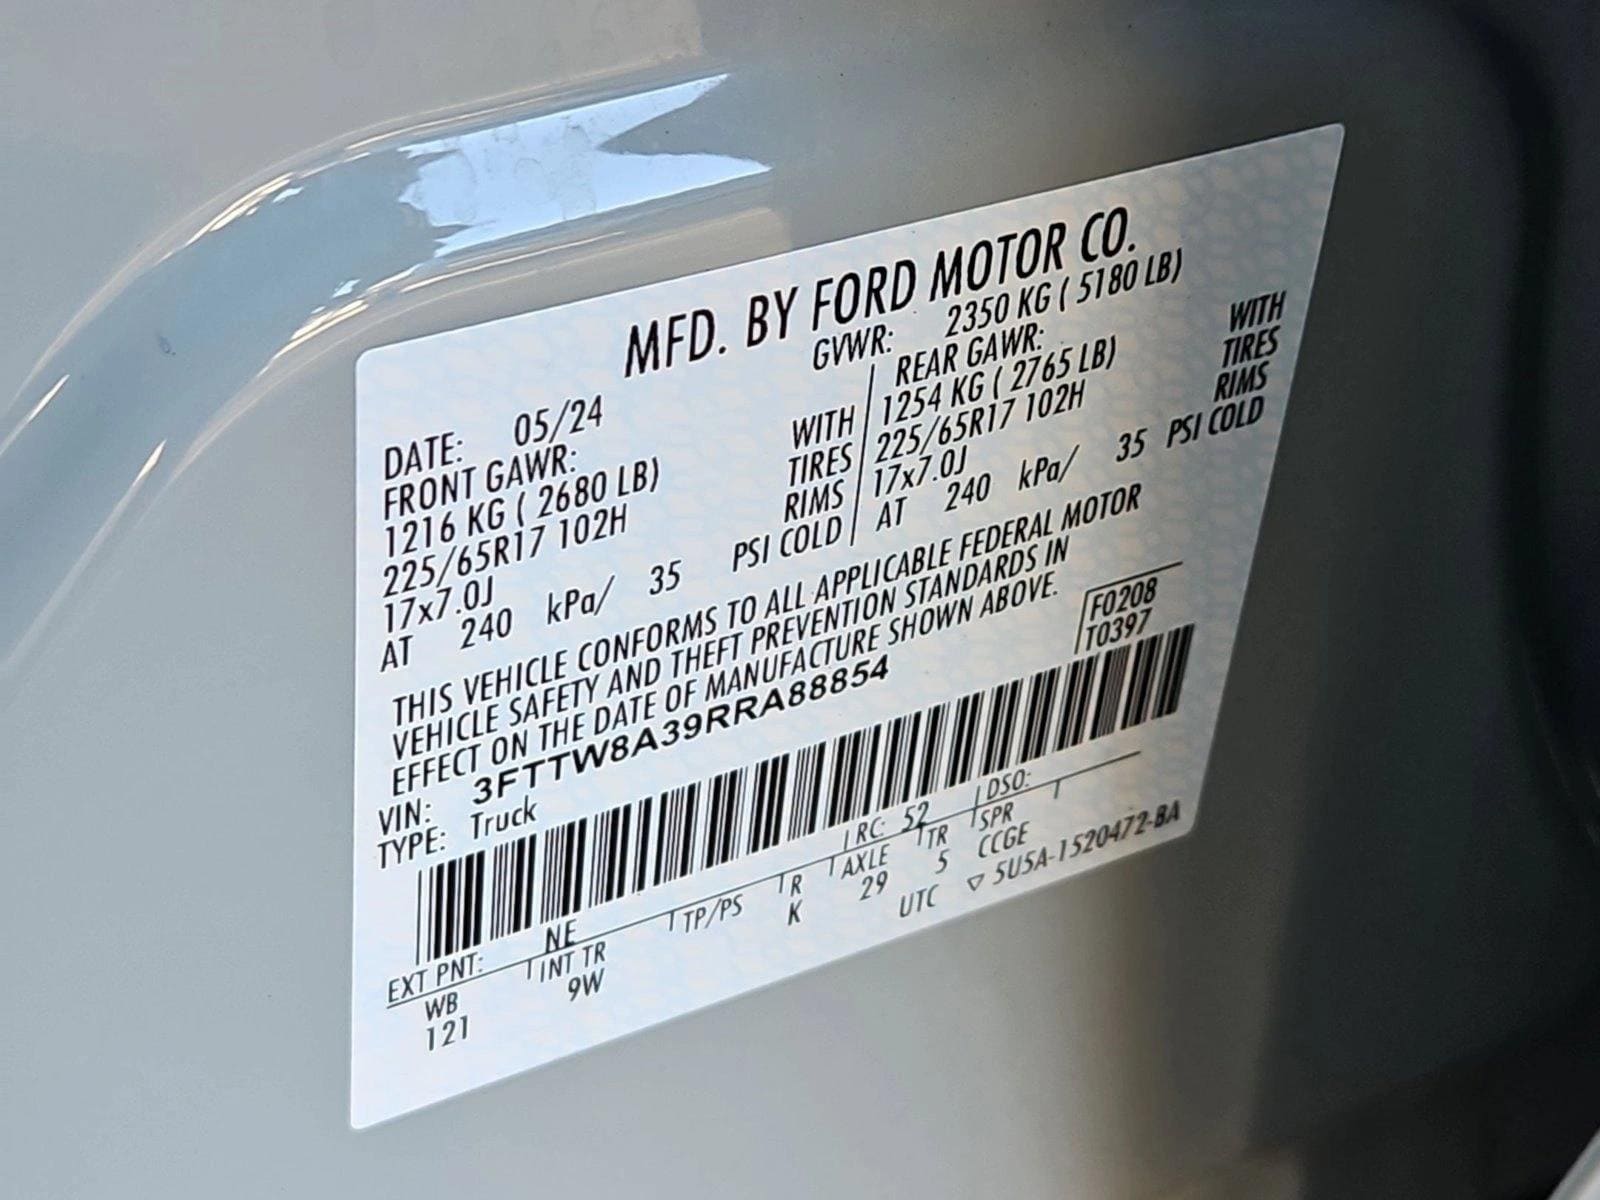 MFD. BY FORD MOTOR CO.
DATE: 05/24 GVWR: 2350 KG ( 5180 LB)
FRONT GAWR: REAR GAWR:
1216 KG ( 2680 LB) WITH 1254 KG ( 2765 LB) WITH
225/65R17 102H TIRES 225/65R17 102H TIRES
17x7.0J RIMS 17x7.0J RIMS
AT 240 kPa/ 35 PSI COLD AT 240 kPa/ 35 PSI COLD
THIS VEHICLE CONFORMS TO ALL APPLICABLE FEDERAL MOTOR
VEHICLE SAFETY AND THEFT PREVENTION STANDARDS IN
EFFECT ON THE DATE OF MANUFACTURE SHOWN ABOVE.
F0208
T0397
VIN: 3FTTW8A39RRA88854
TYPE: Truck
EXT PNT: NE RC: 52 DSO:
WB INT TR TP/PS R AXLE TR SPR
121 9W K 29 5 CCGE
UTC ▽ 5U5A-1520472-BA